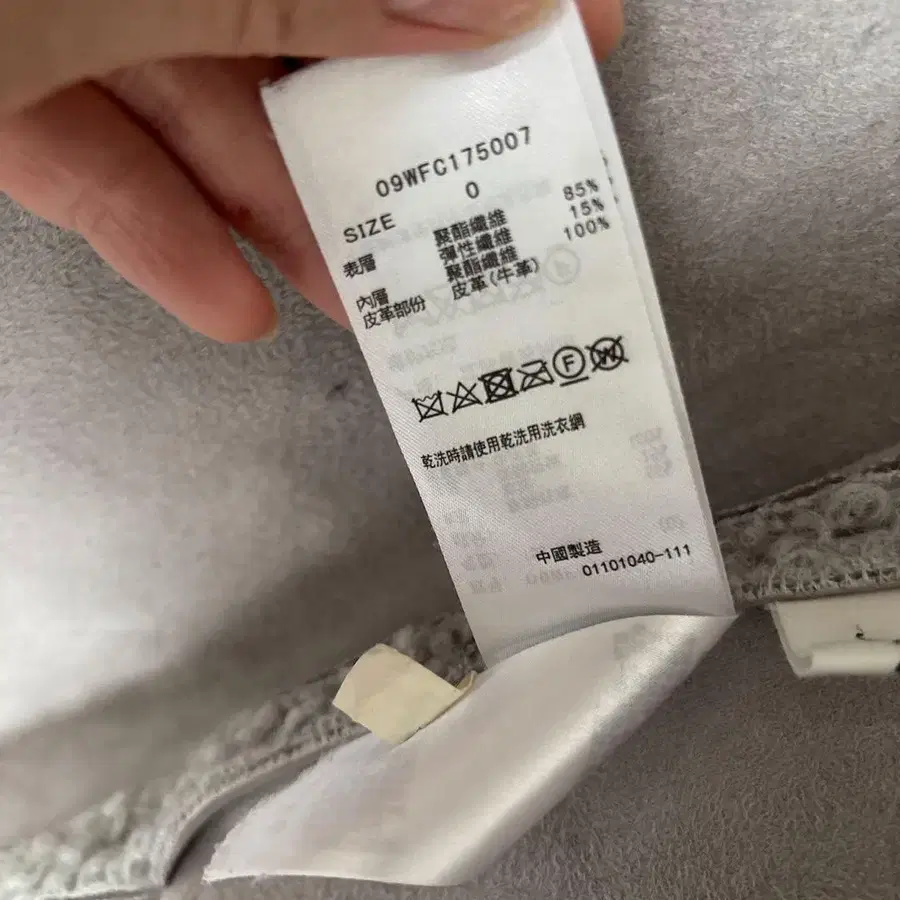 09WFC175007
SIZE 0
表層 聚酯纖維 85%
彈性纖維 15%
內層 聚酯纖維 100%
皮革部份 皮革(牛革)
F W
乾洗時請使用乾洗用洗衣網
中國製造
01101040-111